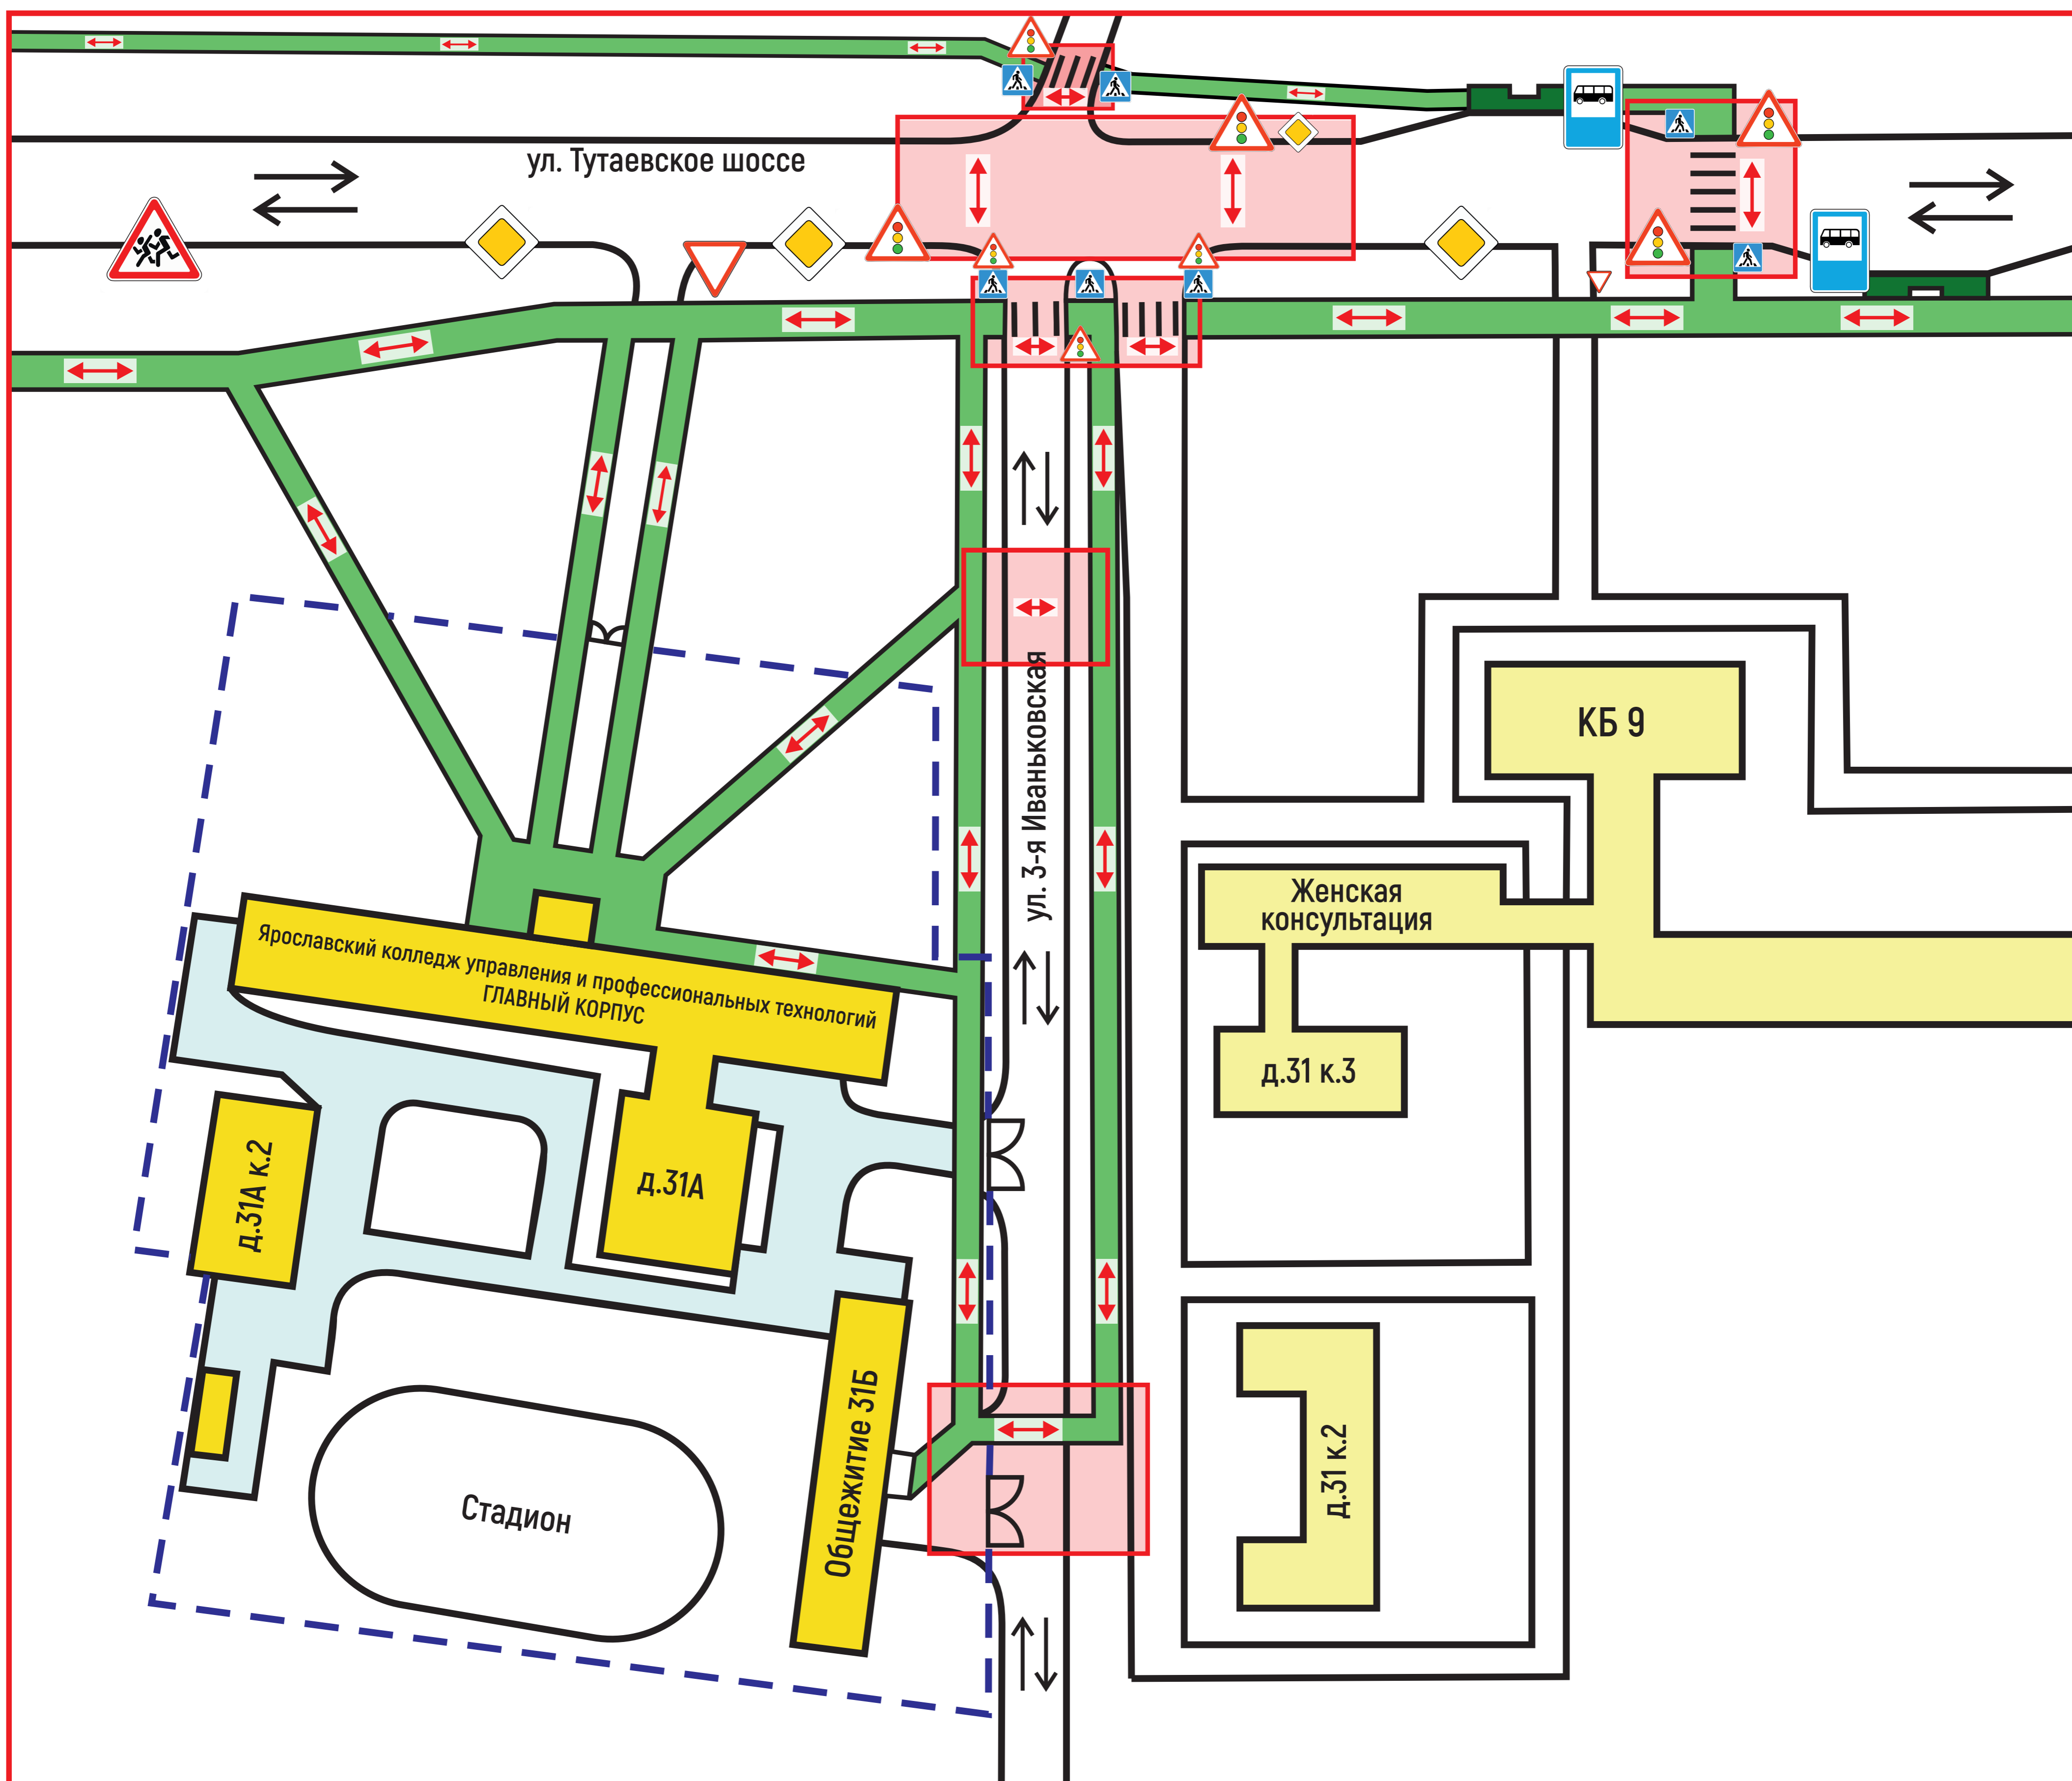 ул. Тутаевское шоссе
ул. 3-я Иваньковская
КБ 9
Женская
консультация
д.31 к.3
Ярославский колледж управления и профессиональных технологий
ГЛАВНЫЙ КОРПУС
д.31А к.2
д.31А
Общежитие 31Б
д.31 к.2
Стадион